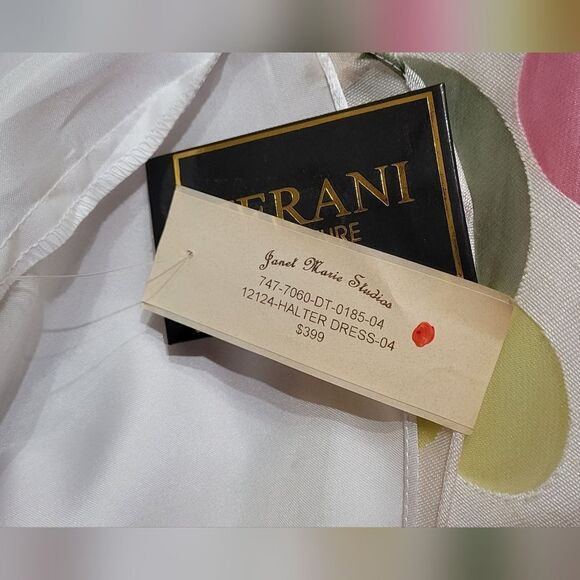 ERANI
URE
Janet Marie Studios
747-7060-DT-0185-04
12124-HALTER DRESS-04
$399